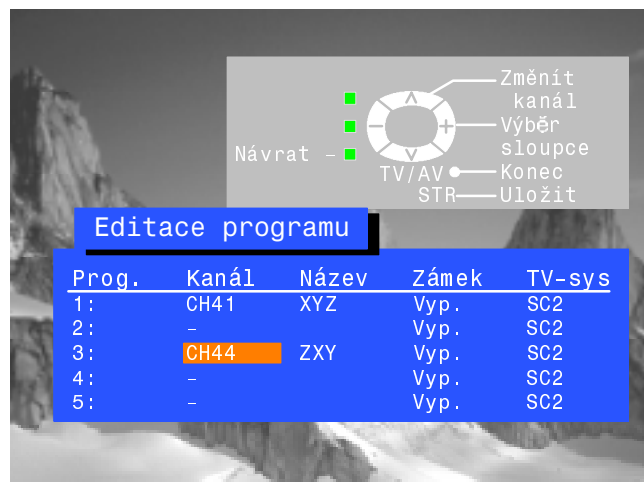 Změnít
kanál
Výběr
Návrat – sloupce
TV/AV Konec
STR Uložit
Editace programu
Prog. Kanál Název Zámek TV–sys
1: CH41 XYZ Vyp. SC2
2: – Vyp. SC2
3: CH44 ZXY Vyp. SC2
4: – Vyp. SC2
5: – Vyp. SC2